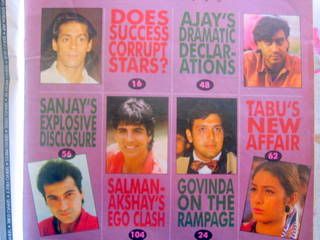 DOES
SUCCESS
CORRUPT
STARS?
16
AJAY'S
DRAMATIC
DECLAR-
ATIONS
48
SANJAY'S
EXPLOSIVE
DISCLOSURE
56
TABU'S
NEW
AFFAIR
62
SALMAN-
AKSHAY'S
EGO CLASH
104
GOVINDA
ON THE
RAMPAGE
24